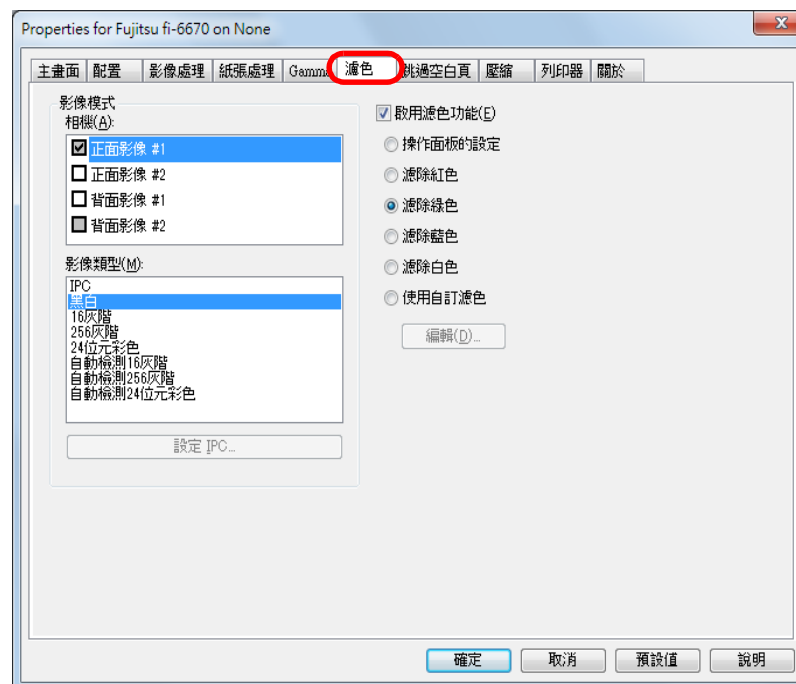 Properties for Fujitsu fi-6670 on None
主畫面 配置 影像處理 紙張處理 Gamma 濾色 跳過空白頁 壓縮 列印器 關於
影像模式
相機(A):
正面影像 #1
正面影像 #2
背面影像 #1
背面影像 #2
影像類型(M):
IPC
黑白
16灰階
256灰階
24位元彩色
自動檢測16灰階
自動檢測256灰階
自動檢測24位元彩色
設定 IPC...
啟用濾色功能(E)
操作面板的設定
濾除紅色
濾除綠色
濾除藍色
濾除白色
使用自訂濾色
編輯(D)...
確定 取消 預設值 說明